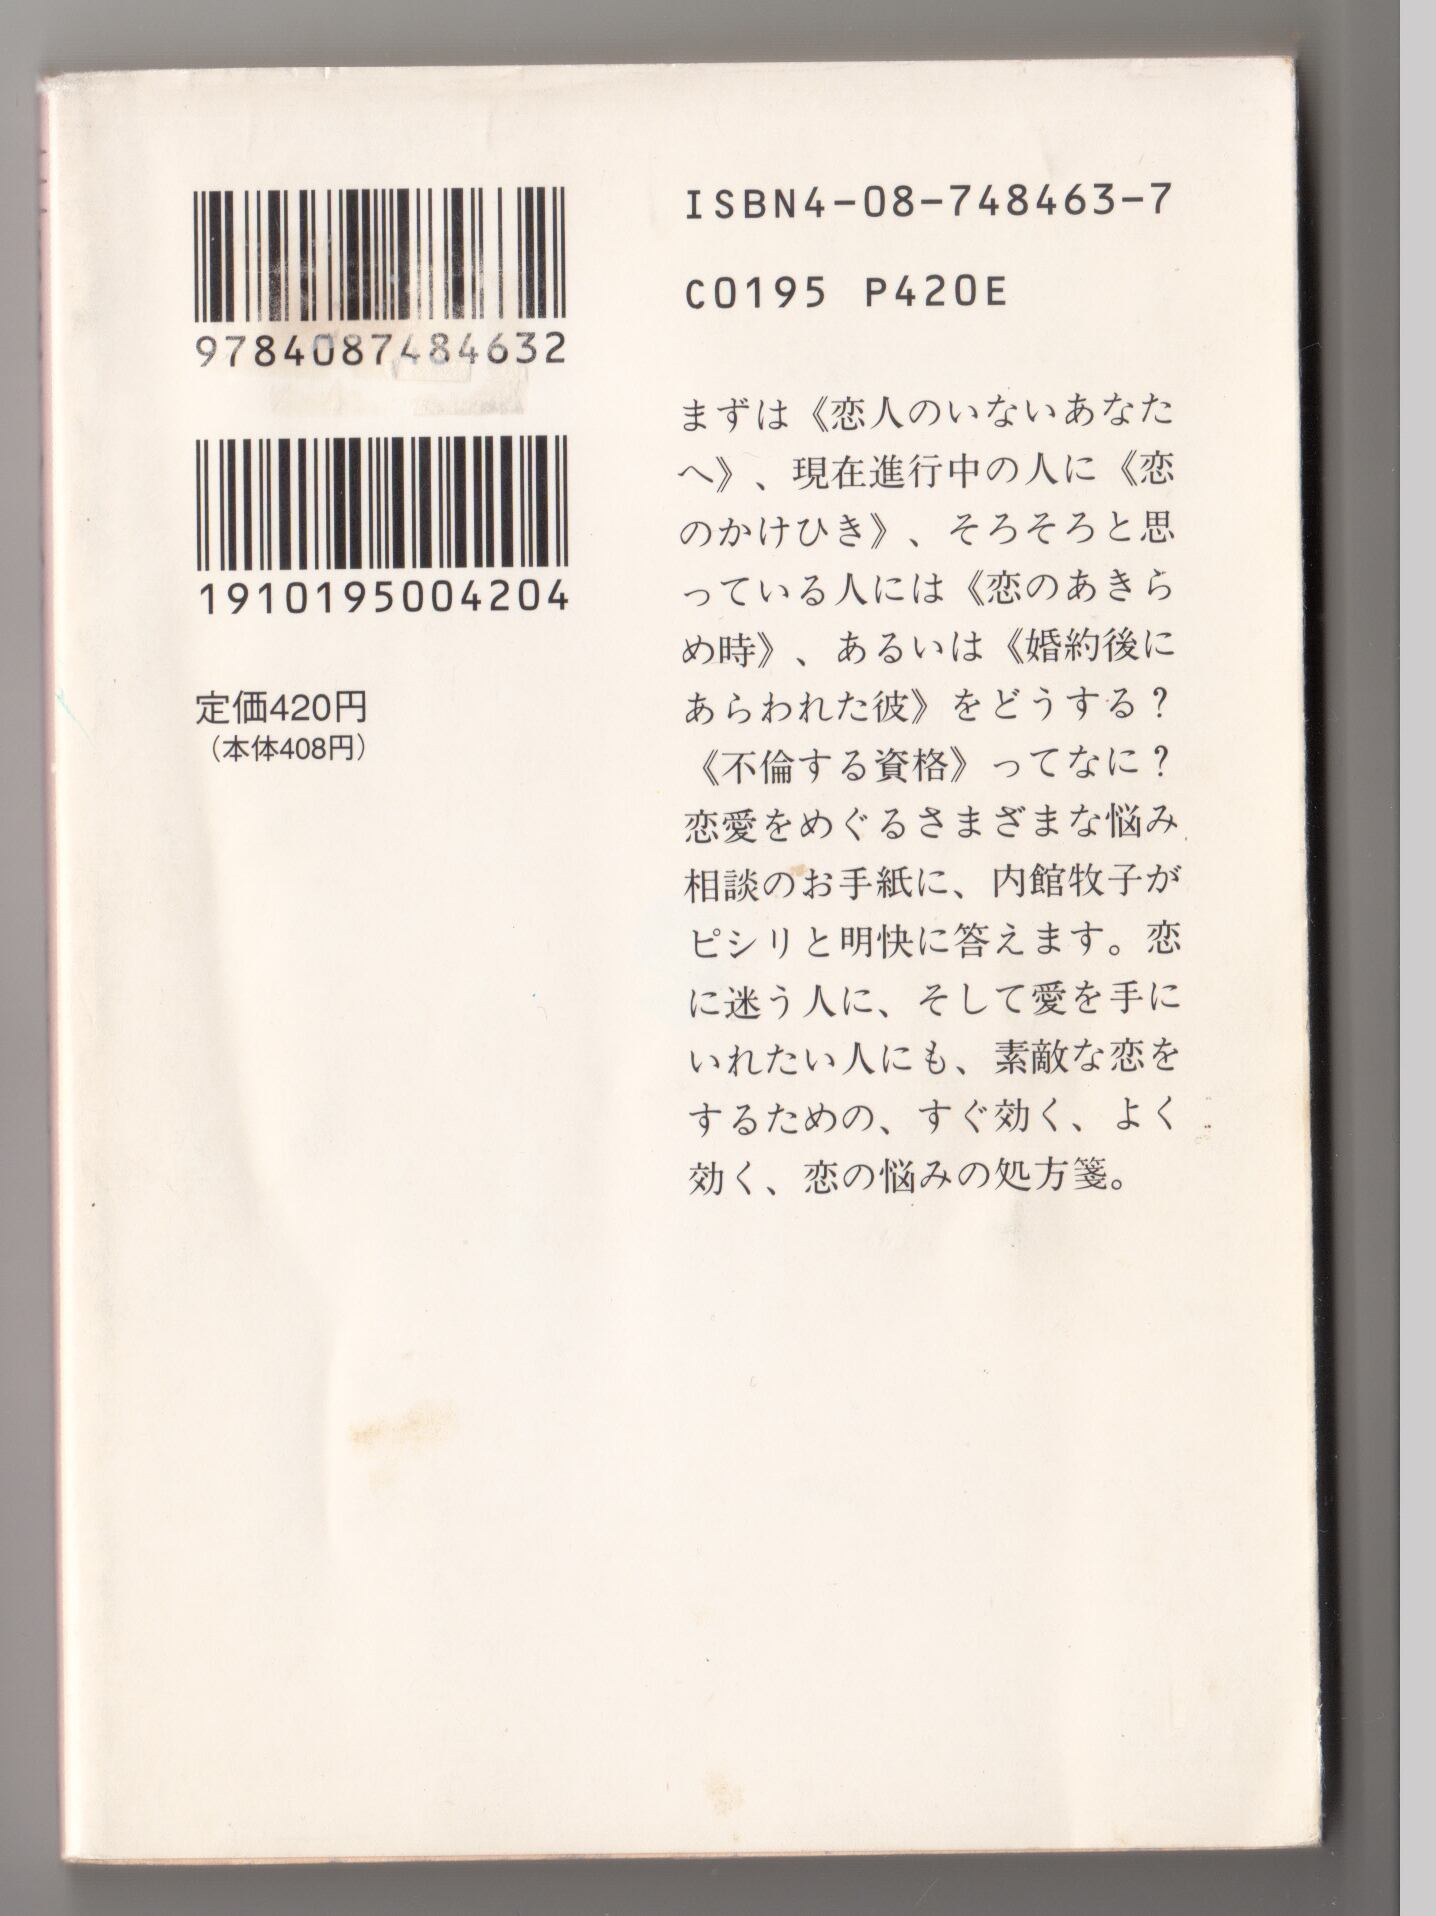 9784087484632
1910195004204
定価420円
（本体408円）
ISBN4-08-748463-7
C0195 P420E
まずは《恋人のいないあなた
へ》、現在進行中の人に《恋
のかけひき》、そろそろと思
っている人には《恋のあきら
め時》、あるいは《婚約後に
あらわれた彼》をどうする？
《不倫する資格》ってなに？
恋愛をめぐるさまざまな悩み
相談のお手紙に、内館牧子が
ピシリと明快に答えます。恋
に迷う人に、そして愛を手に
いれたい人にも、素敵な恋を
するための、すぐ効く、よく
効く、恋の悩みの処方箋。